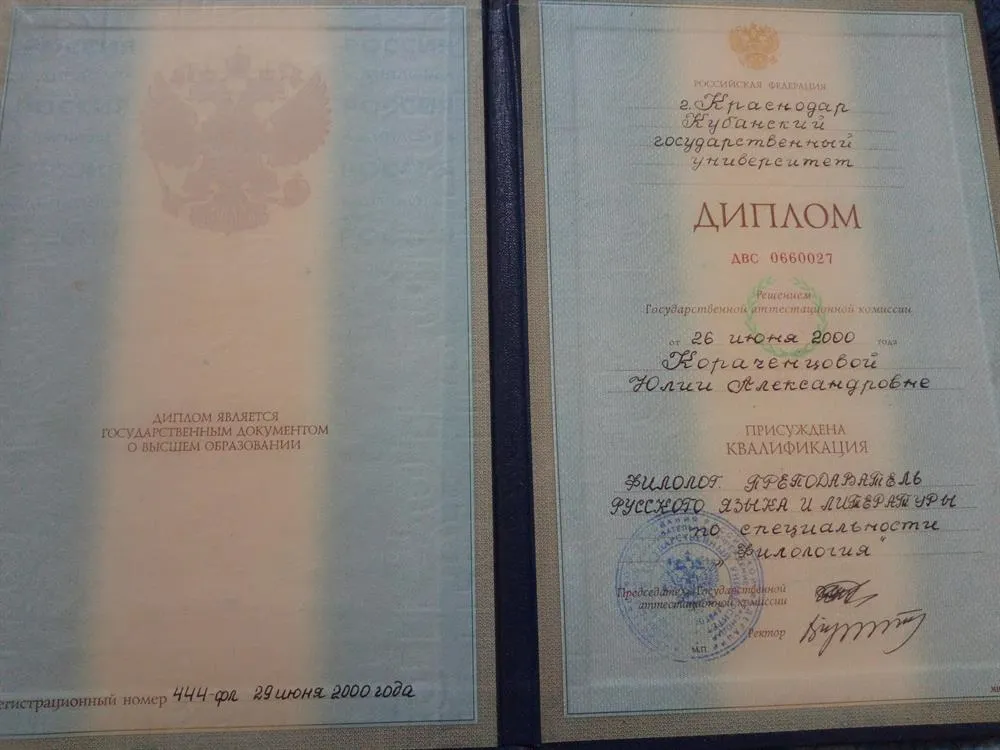 ДИПЛОМ ЯВЛЯЕТСЯ
ГОСУДАРСТВЕННЫМ ДОКУМЕНТОМ
О ВЫСШЕМ ОБРАЗОВАНИИ
егистрационный номер 444-фл 29 июня 2000 года
РОССИЙСКАЯ ФЕДЕРАЦИЯ
г. Краснодар
Кубанский
государственный
университет
ДИПЛОМ
ДВС 0660027
Решением
Государственной аттестационной комиссии
от 26 июня 2000 года
Кораченцовой
Юлии Александровне
ПРИСУЖДЕНА
КВАЛИФИКАЦИЯ
ФИЛОЛОГ. ПРЕПОДАВАТЕЛЬ
РУССКОГО ЯЗЫКА И ЛИТЕРАТУРЫ
по специальности
„Филология"
Председатель Государственной
аттестационной комиссии
Ректор
М.П.